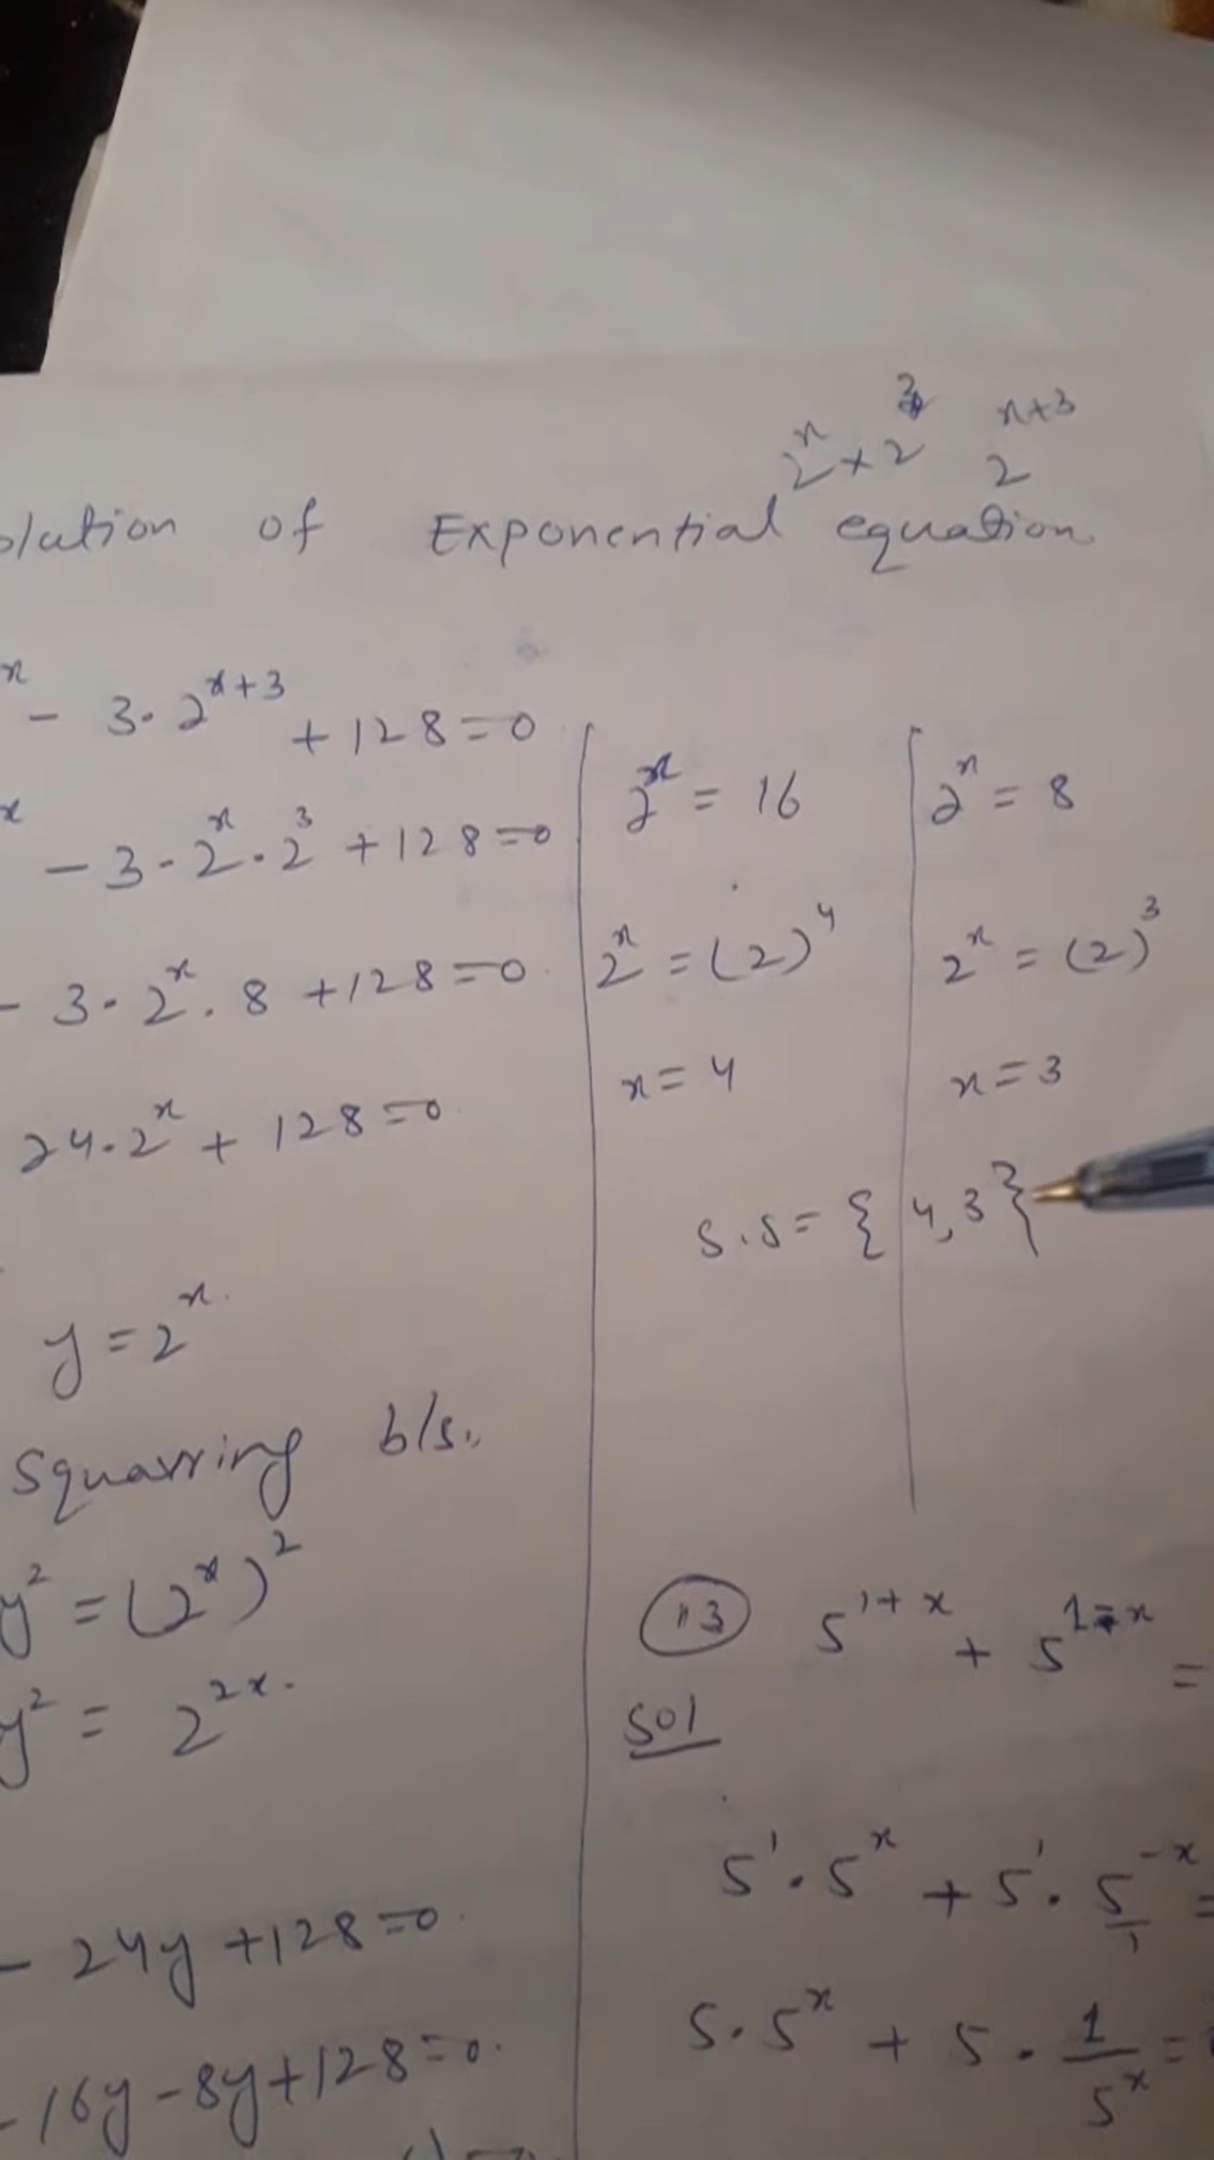 2^x × 2^3 2^{x+3}
olution of Exponential equation
^x - 3·2^{x+3} + 128=0
^x - 3·2^x·2^3 + 128=0
- 3·2^x·8 + 128=0
24·2^x + 128=0
y=2^x
Squarring b/s.
y^2 = (2^x)^2
y^2 = 2^{2x}
- 24y + 128=0
-16y-8y+128=0
2^x = 16
2^x = (2)^4
x=4
2^x = 8
2^x = (2)^3
x=3
S.S= { 4,3}
5^{1+x} + 5^{1-x} =
Sol
5^1·5^x + 5^1·5^{-x}/1 =
5·5^x + 5·1/5^x =